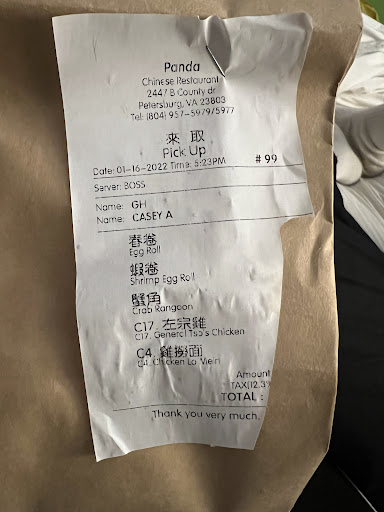 Panda
Chinese Restaurant
2447 B County dr
Petersburg, VA 23803
Tel: (804) 957-5979/5977
來 取
Pick Up
Date: 01-16-2022 Time: 5:23PM # 99
Server: BOSS
Name: GH
Name: CASEY A
春卷
Egg Roll
蝦卷
Shrimp Egg Roll
蟹角
Crab Rangoon
C17. 左宗雞
C17. General Tso's Chicken
C4. 雞撈面
C4. Chicken Lo Mein
Amount
TAX(12.3%
TOTAL :
Thank you very much,